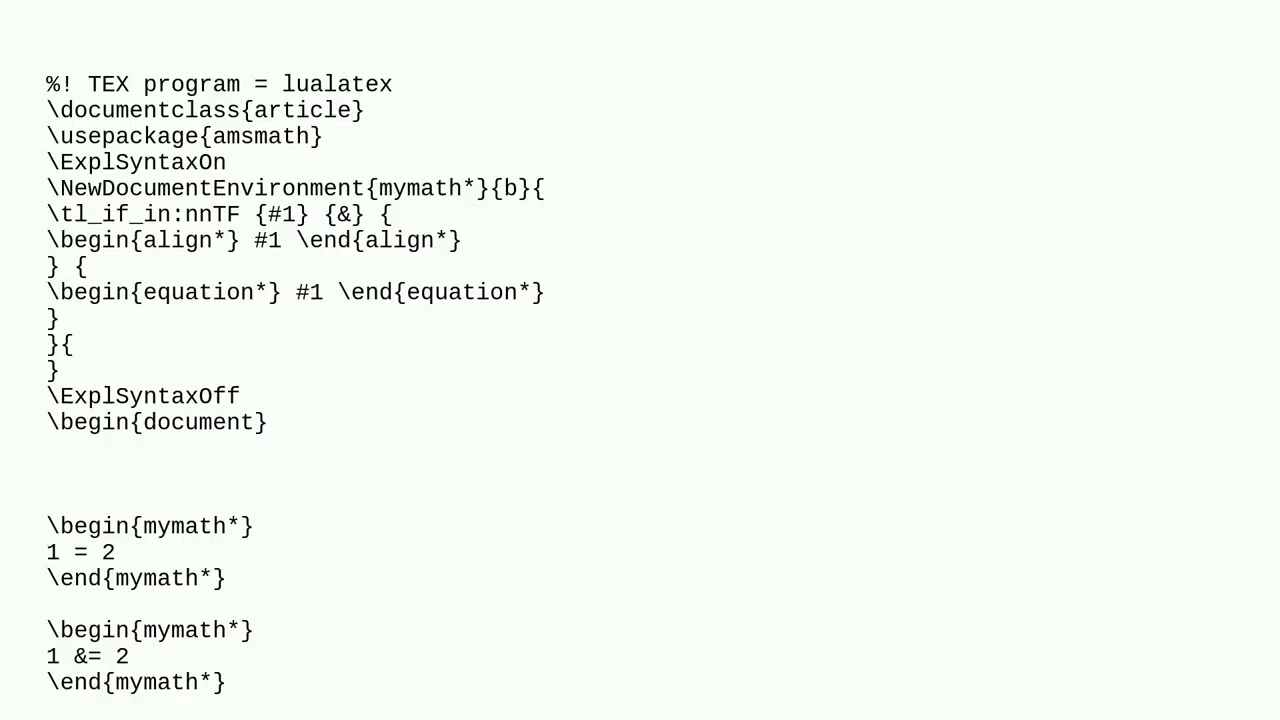 %! TEX program = lualatex
\documentclass{article}
\usepackage{amsmath}
\ExplSyntaxOn
\NewDocumentEnvironment{mymath*}{b}{
\tl_if_in:nnTF {#1} {&} {
\begin{align*} #1 \end{align*}
} {
\begin{equation*} #1 \end{equation*}
}
}{
}
\ExplSyntaxOff
\begin{document}
\begin{mymath*}
1 = 2
\end{mymath*}
\begin{mymath*}
1 &= 2
\end{mymath*}